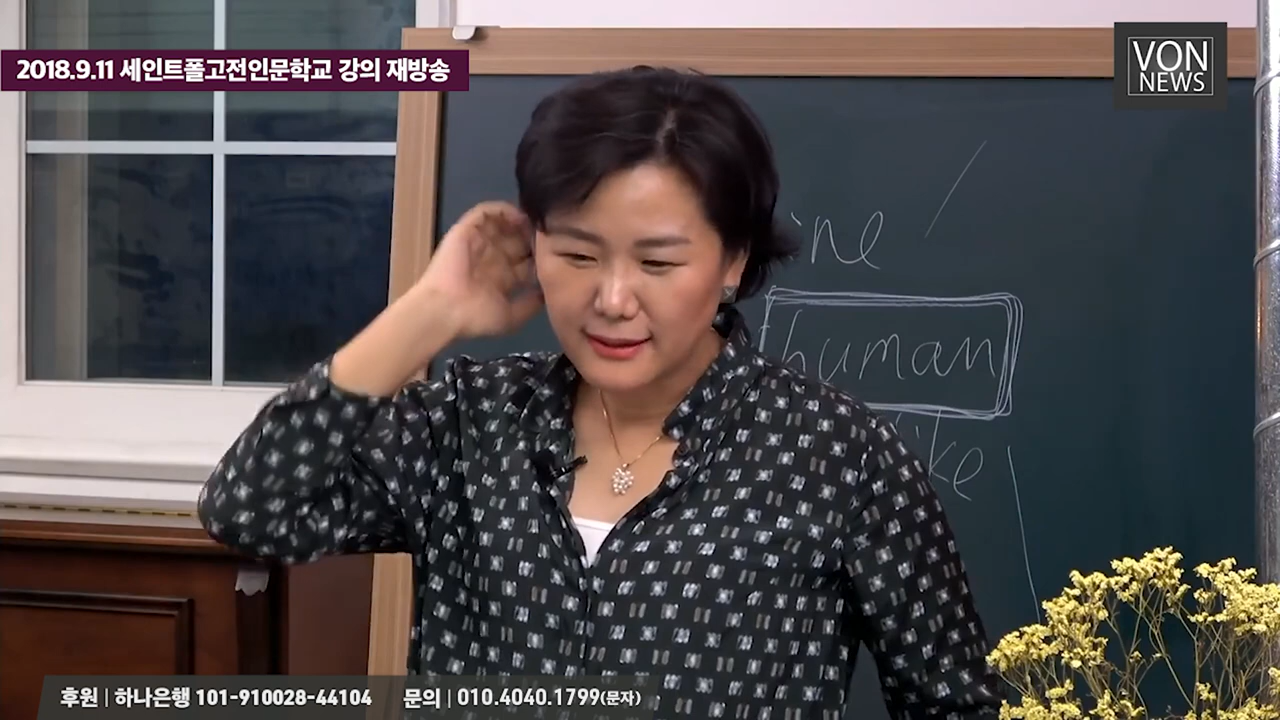 2018.9.11 세인트폴고전인문학교 강의 재방송
VON
NEWS
human
후원 | 하나은행 101-910028-44104 문의 | 010.4040.1799(문자)